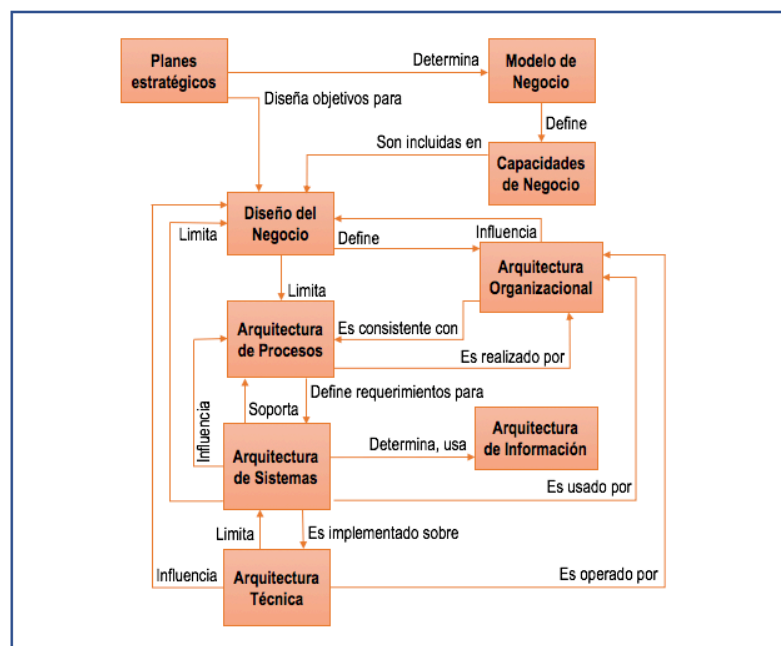 Planes
estratégicos
Determina
Modelo de
Negocio
Diseña objetivos para
Define
Son incluidas en
Capacidades
de Negocio
Diseño del
Negocio
Limita
Define
Influencia
Arquitectura
Organizacional
Limita
Arquitectura
de Procesos
Es consistente con
Es realizado por
Define requerimientos para
Soporta
Influencia
Arquitectura
de Sistemas
Determina, usa
Arquitectura
de Información
Es usado por
Limita
Es implementado sobre
Influencia
Arquitectura
Técnica
Es operado por